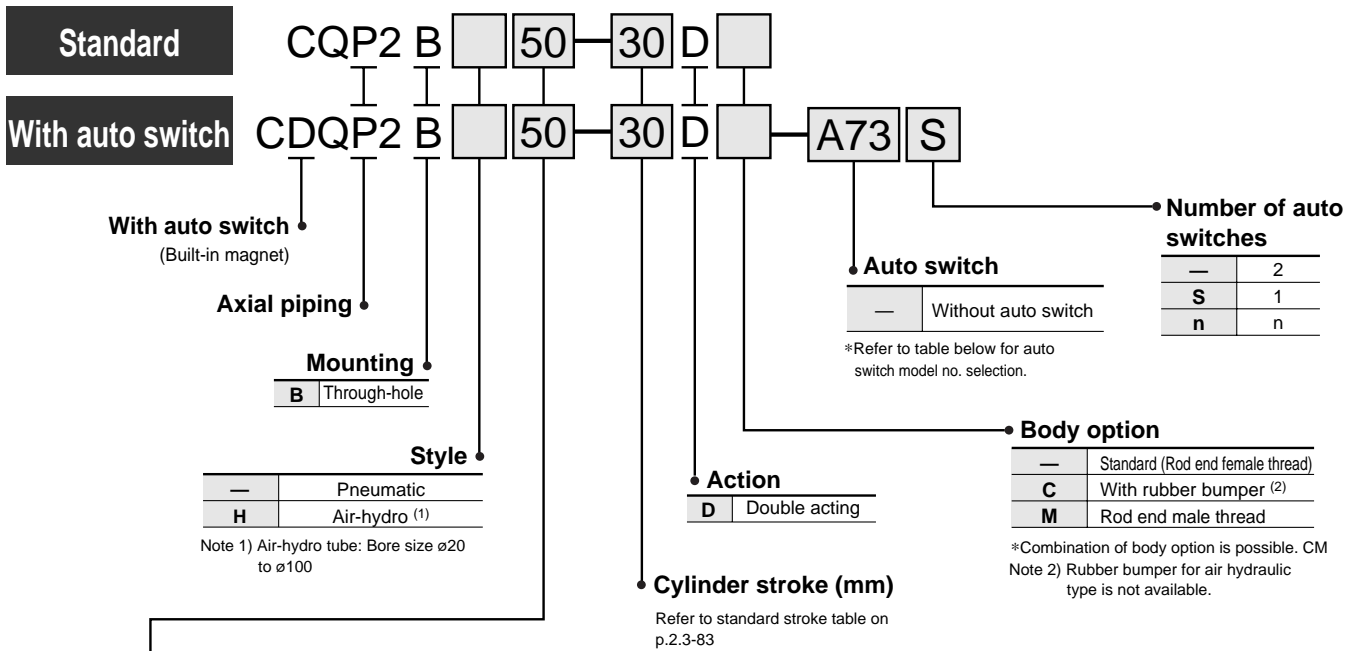 Standard
CQP2 B 50 — 30 D
With auto switch
CDQP2 B 50 — 30 D — A73 S
With auto switch
(Built-in magnet)
Axial piping
Mounting
B Through-hole
Style
— Pneumatic
H Air-hydro (1)
Note 1) Air-hydro tube: Bore size ø20
to ø100
Action
D Double acting
Cylinder stroke (mm)
Refer to standard stroke table on
p.2.3-83
Auto switch
— Without auto switch
*Refer to table below for auto
switch model no. selection.
Number of auto
switches
— 2
S 1
n n
Body option
— Standard (Rod end female thread)
C With rubber bumper (2)
M Rod end male thread
*Combination of body option is possible. CM
Note 2) Rubber bumper for air hydraulic
type is not available.